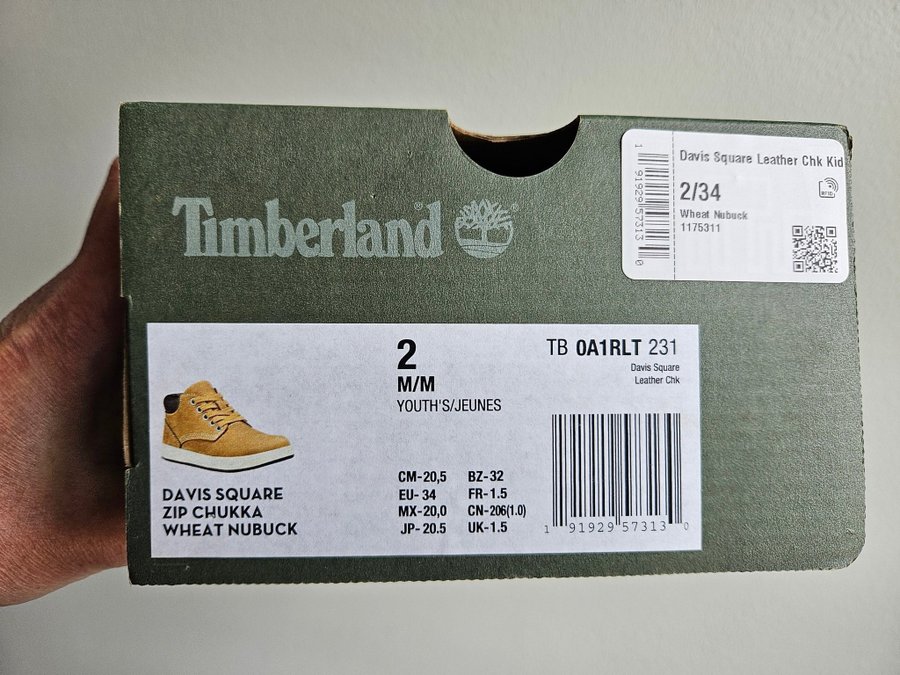 Timberland®
Davis Square Leather Chk Kid
2/34
Wheat Nubuck
1175311
RFID
1 91929 57313 0
2
M/M
YOUTH'S/JEUNES
TB 0A1RLT 231
Davis Square
Leather Chk
DAVIS SQUARE
ZIP CHUKKA
WHEAT NUBUCK
CM-20,5 BZ-32
EU- 34 FR-1.5
MX-20,0 CN-206(1.0)
JP- 20.5 UK-1.5
1 91929 57313 0